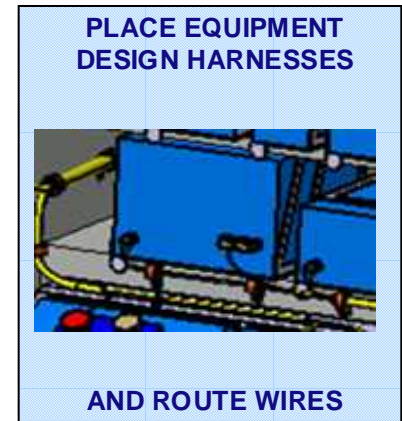 PLACE EQUIPMENT
DESIGN HARNESSES
AND ROUTE WIRES